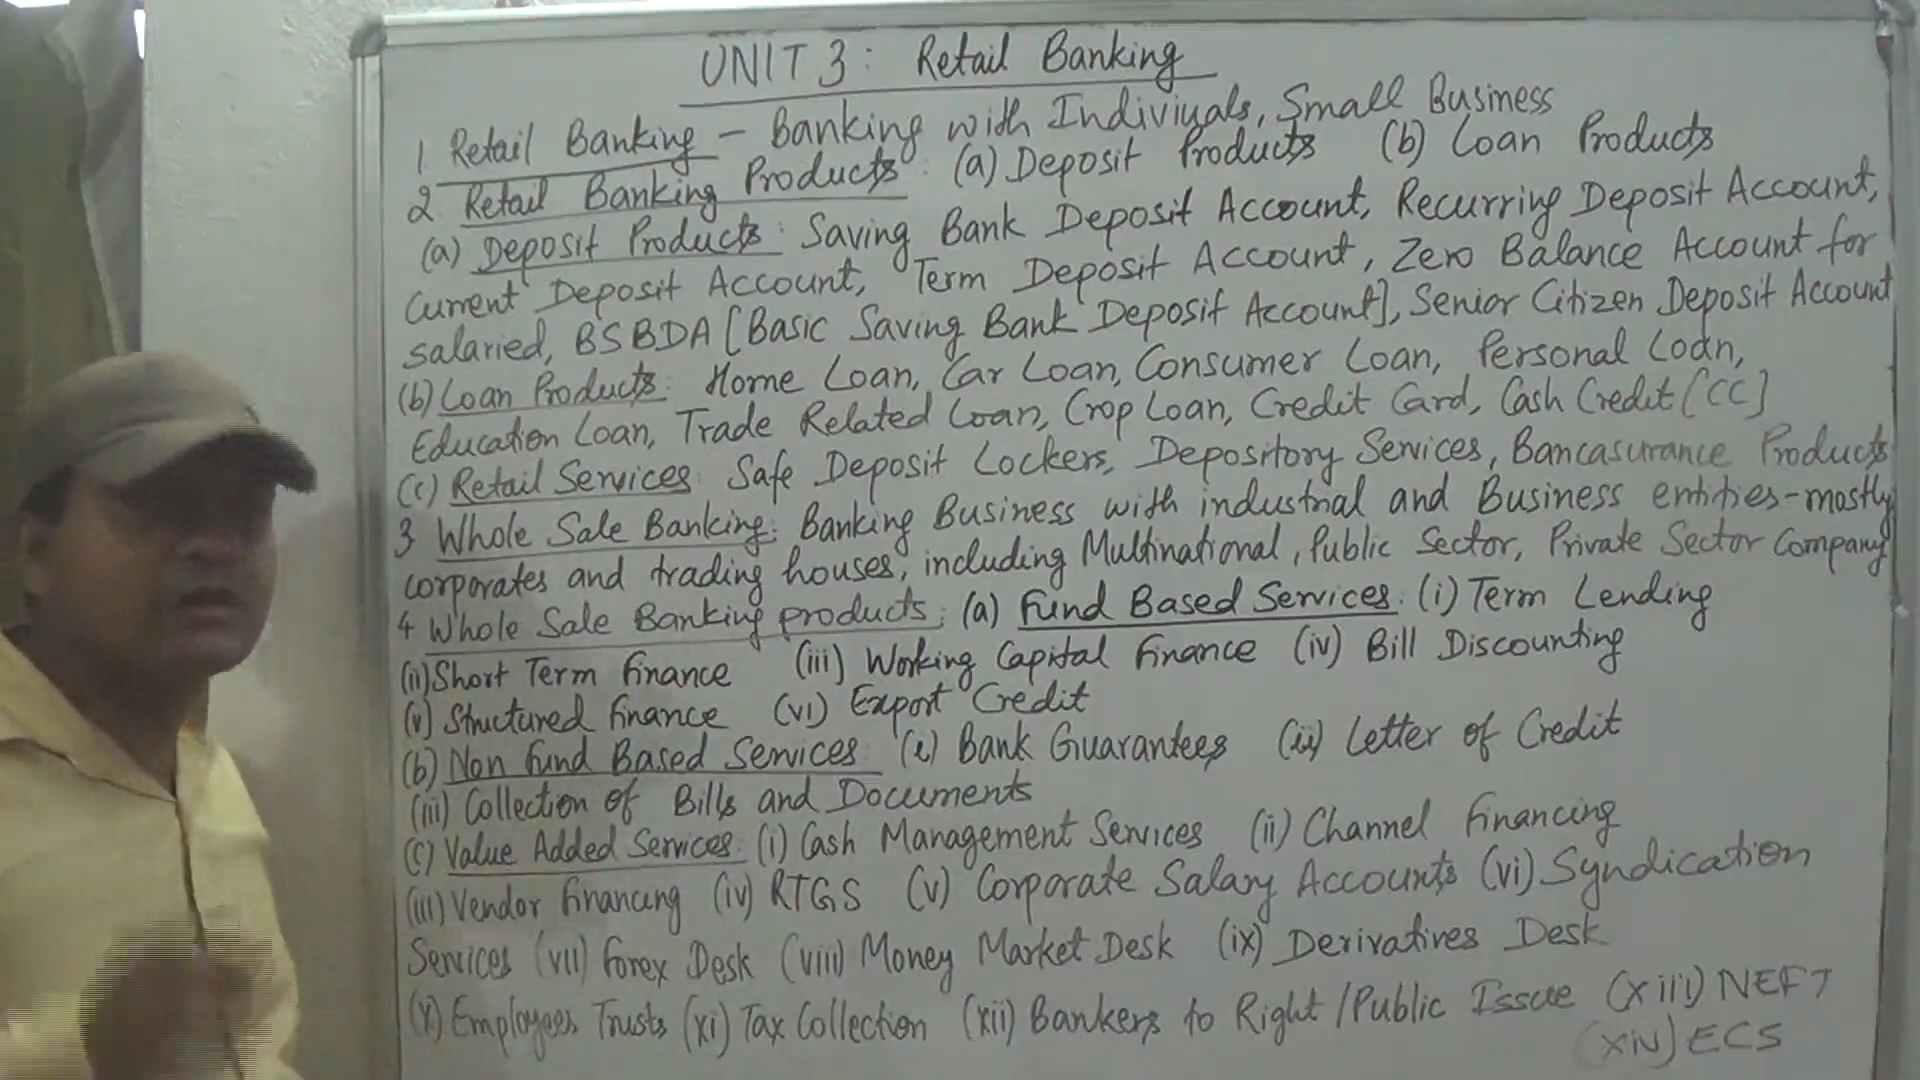 UNIT 3: Retail Banking
1 Retail Banking - Banking with Indiviuals, Small Business
2 Retail Banking Products: (a) Deposit Products (b) Loan Products
(a) Deposit Products: Saving Bank Deposit Account, Recurring Deposit Account,
Current Deposit Account, Term Deposit Account, Zero Balance Account for
salaried, BSBDA [Basic Saving Bank Deposit Account], Senior Citizen Deposit Account
(b) Loan Products: Home Loan, Car Loan, Consumer Loan, Personal Loan,
Education Loan, Trade Related Loan, Crop Loan, Credit Card, Cash Credit [CC]
(c) Retail Services: Safe Deposit Lockers, Depository Services, Bancasurance Products
3 Whole Sale Banking: Banking Business with industrial and Business entities-mostly
corporates and trading houses, including Multinational, Public Sector, Private Sector Company
4 Whole Sale Banking products: (a) Fund Based Services: (i) Term Lending
(ii) Short Term finance (iii) Working Capital finance (iv) Bill Discounting
(v) Structured finance (vi) Export Credit
(b) Non fund Based Services (i) Bank Guarantees (ii) Letter of Credit
(iii) Collection of Bills and Documents
(c) Value Added Services: (i) Cash Management Services (ii) Channel financing
(iii) Vendor financing (iv) RTGS (v) Corporate Salary Accounts (vi) Syndication
Services (vii) forex Desk (viii) Money Market Desk (ix) Derivatives Desk
(x) Employees Trusts (xi) Tax Collection (xii) Bankers to Right/Public Issue (xiii) NEFT
(xiv) ECS